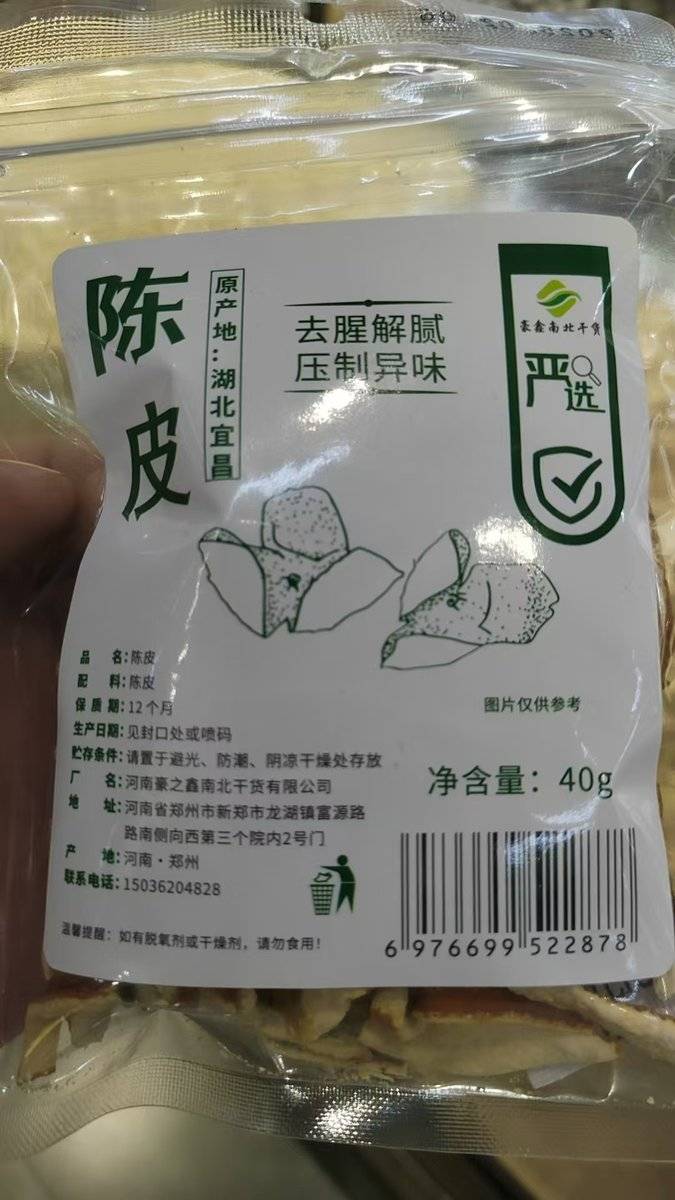 陈皮
原产地:湖北宜昌
去腥解腻
压制异味
豪鑫南北干货
严选
图片仅供参考
品 名:陈皮
配 料:陈皮
保质期:12个月
生产日期:见封口处或喷码
贮存条件:请置于避光、防潮、阴凉干燥处存放
厂 名:河南豪之鑫南北干货有限公司
地 址:河南省郑州市新郑市龙湖镇富源路
路南侧向西第三个院内2号门
产 地:河南·郑州
联系电话:15036204828
温馨提醒:如有脱氧剂或干燥剂,请勿食用!
净含量:40g
6 976699 522878